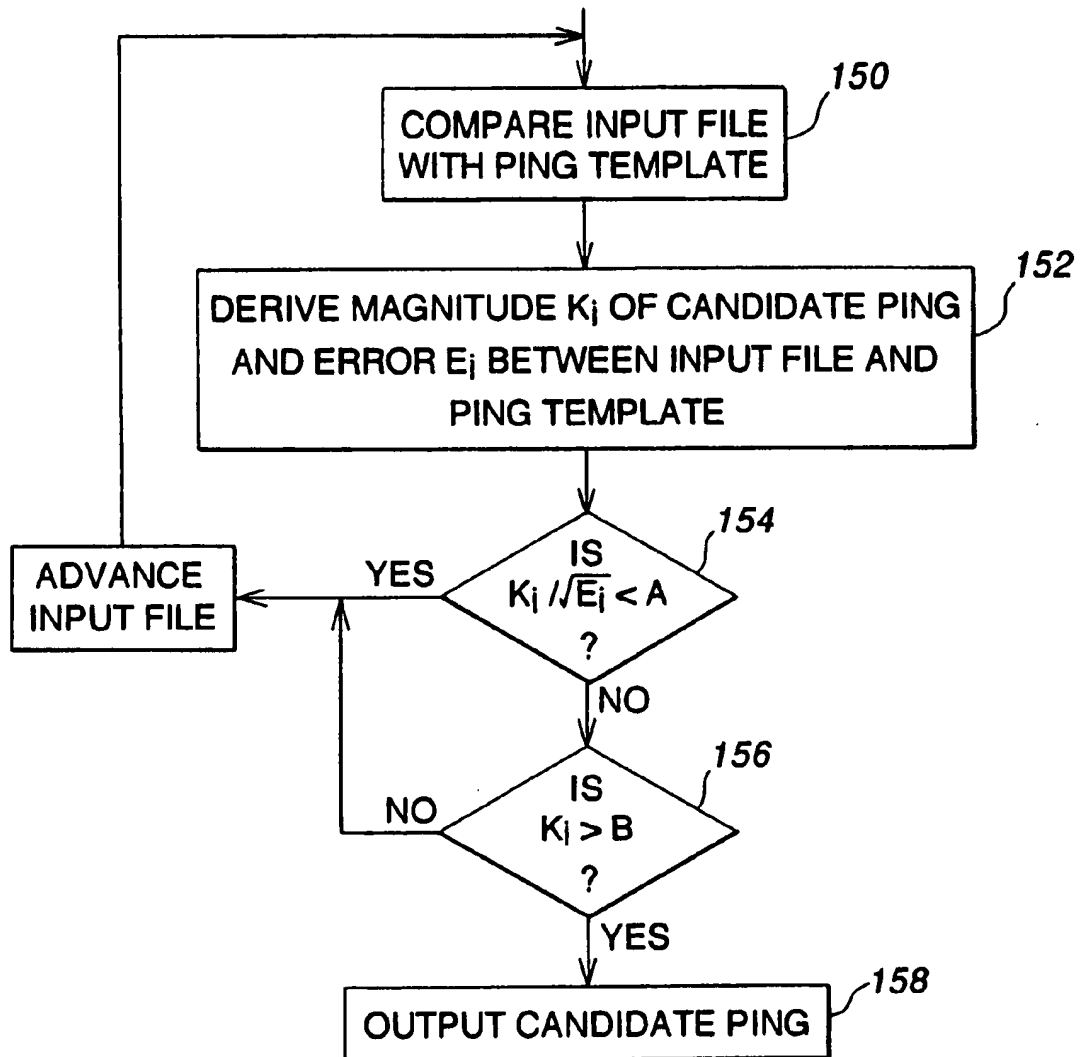 150
COMPARE INPUT FILE
WITH PING TEMPLATE
152
DERIVE MAGNITUDE Ki OF CANDIDATE PING
AND ERROR Ei BETWEEN INPUT FILE AND
PING TEMPLATE
154
IS
Ki /√Ei < A
?
YES
ADVANCE
INPUT FILE
NO
156
IS
Ki > B
?
NO
YES
158
OUTPUT CANDIDATE PING